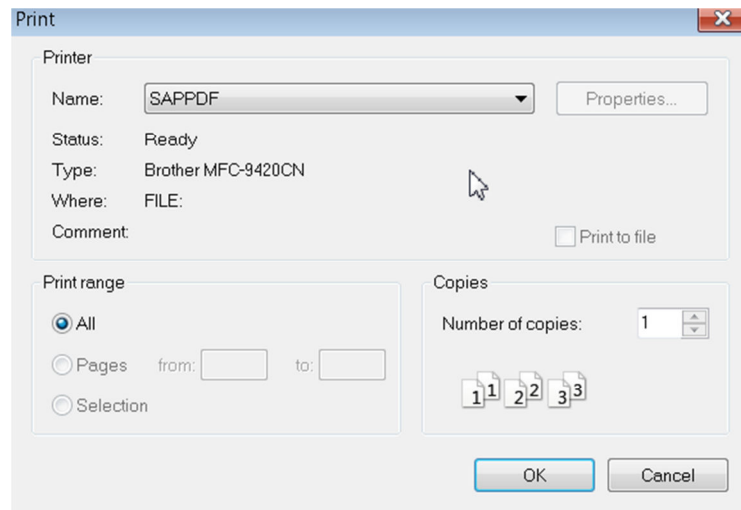 Print
Printer
Name: SAPPDF Properties...
Status: Ready
Type: Brother MFC-9420CN
Where: FILE:
Comment:
Print to file
Print range
All
Pages from: to:
Selection
Copies
Number of copies: 1
1 1 2 2 3 3
OK Cancel